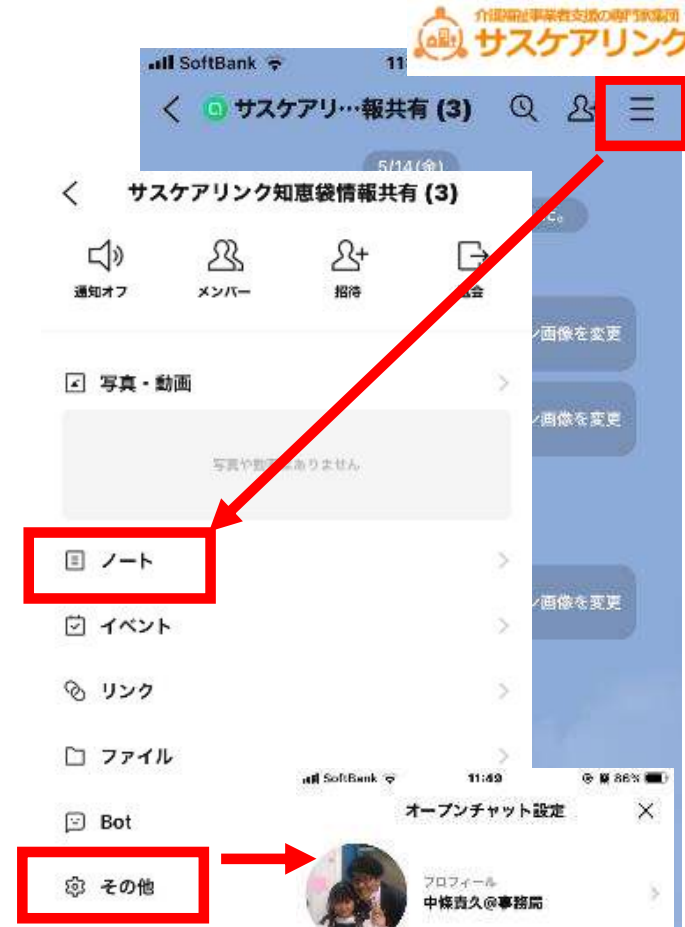 介護福祉事業者支援の専門家集団
サスケアリンク
SoftBank
11
サスケアリ…報共有 (3)
5/14(金)
サスケアリンク知恵袋情報共有 (3)
た。
通知オフ
メンバー
招待
会
ン画像を変更
写真・動画
ン画像を変更
写真や動画はありません
ノート
ン画像を変更
イベント
リンク
ファイル
SoftBank 11:49 86%
オープンチャット設定
Bot
その他
プロフィール
中條貴久@事務局